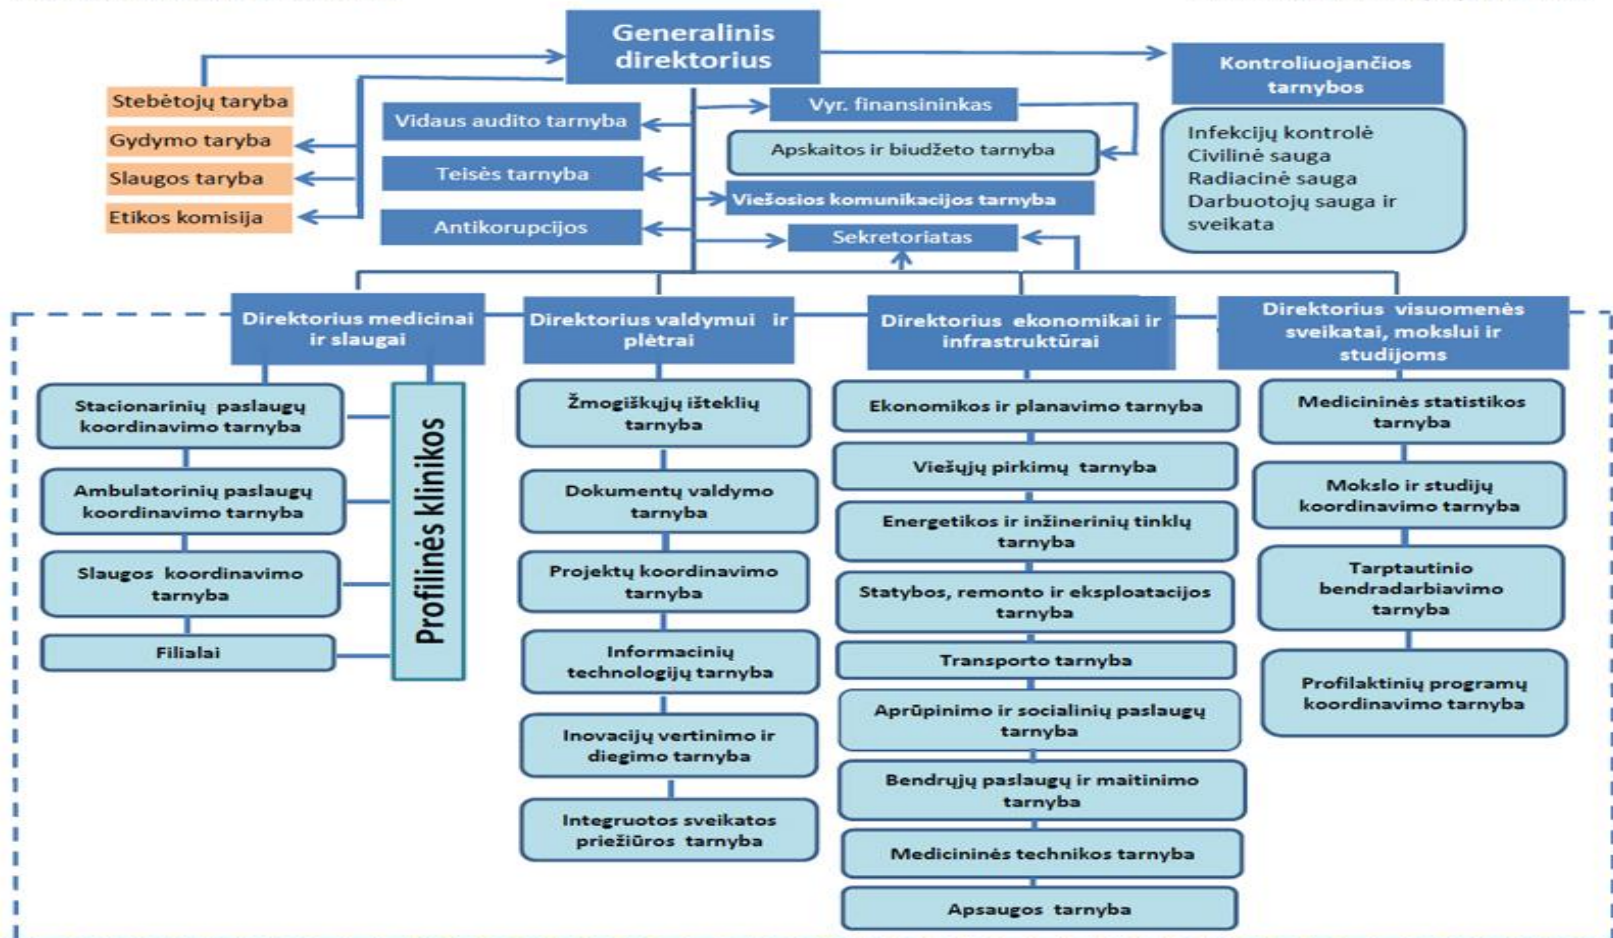 Generalinis
direktorius
Kontroliuojančios
tarnybos
Stebėtojų taryba
Gydymo taryba
Slaugos taryba
Etikos komisija
Vidaus audito tarnyba
Teisės tarnyba
Antikorupcijos
Vyr. finansininkas
Apskaitos ir biudžeto tarnyba
Viešosios komunikacijos tarnyba
Sekretoriatas
Infekcijų kontrolė
Civilinė sauga
Radiacinė sauga
Darbuotojų sauga ir
sveikata
Direktorius medicinai
ir slaugai
Stacionarinių paslaugų
koordinavimo tarnyba
Ambulatorinių paslaugų
koordinavimo tarnyba
Slaugos koordinavimo
tarnyba
Filialai
Profilinės klinikos
Direktorius valdymui ir
plėtrai
Žmogiškųjų išteklių
tarnyba
Dokumentų valdymo
tarnyba
Projektų koordinavimo
tarnyba
Informacinių
technologijų tarnyba
Inovacijų vertinimo ir
diegimo tarnyba
Integruotos sveikatos
priežiūros tarnyba
Direktorius ekonomikai ir
infrastruktūrai
Ekonomikos ir planavimo tarnyba
Viešųjų pirkimų tarnyba
Energetikos ir inžinerinių tinklų
tarnyba
Statybos, remonto ir eksploatacijos
tarnyba
Transporto tarnyba
Aprūpinimo ir socialinių paslaugų
tarnyba
Bendrųjų paslaugų ir maitinimo
tarnyba
Medicininės technikos tarnyba
Apsaugos tarnyba
Direktorius visuomenės
sveikatai, mokslui ir
studijoms
Medicininės statistikos
tarnyba
Mokslo ir studijų
koordinavimo tarnyba
Tarptautinio
bendradarbiavimo
tarnyba
Profilaktinių programų
koordinavimo tarnyba